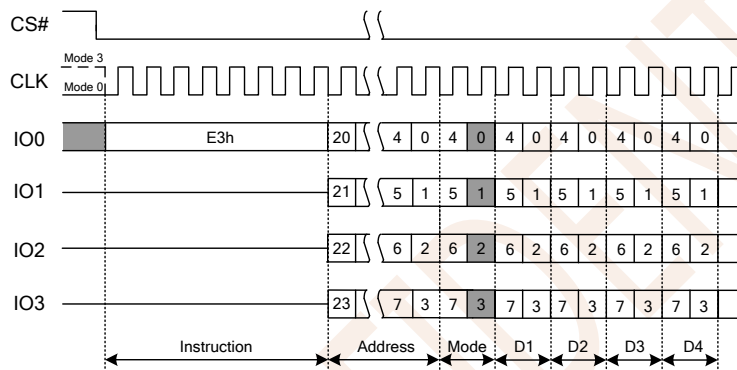 CS#
Mode 3
CLK
Mode 0
IO0 E3h 20 4 0 4 0 4 0 4 0 4 0 4 0
IO1 21 5 1 5 1 5 1 5 1 5 1 5 1
IO2 22 6 2 6 2 6 2 6 2 6 2 6 2
IO3 23 7 3 7 3 7 3 7 3 7 3 7 3
Instruction Address Mode D1 D2 D3 D4